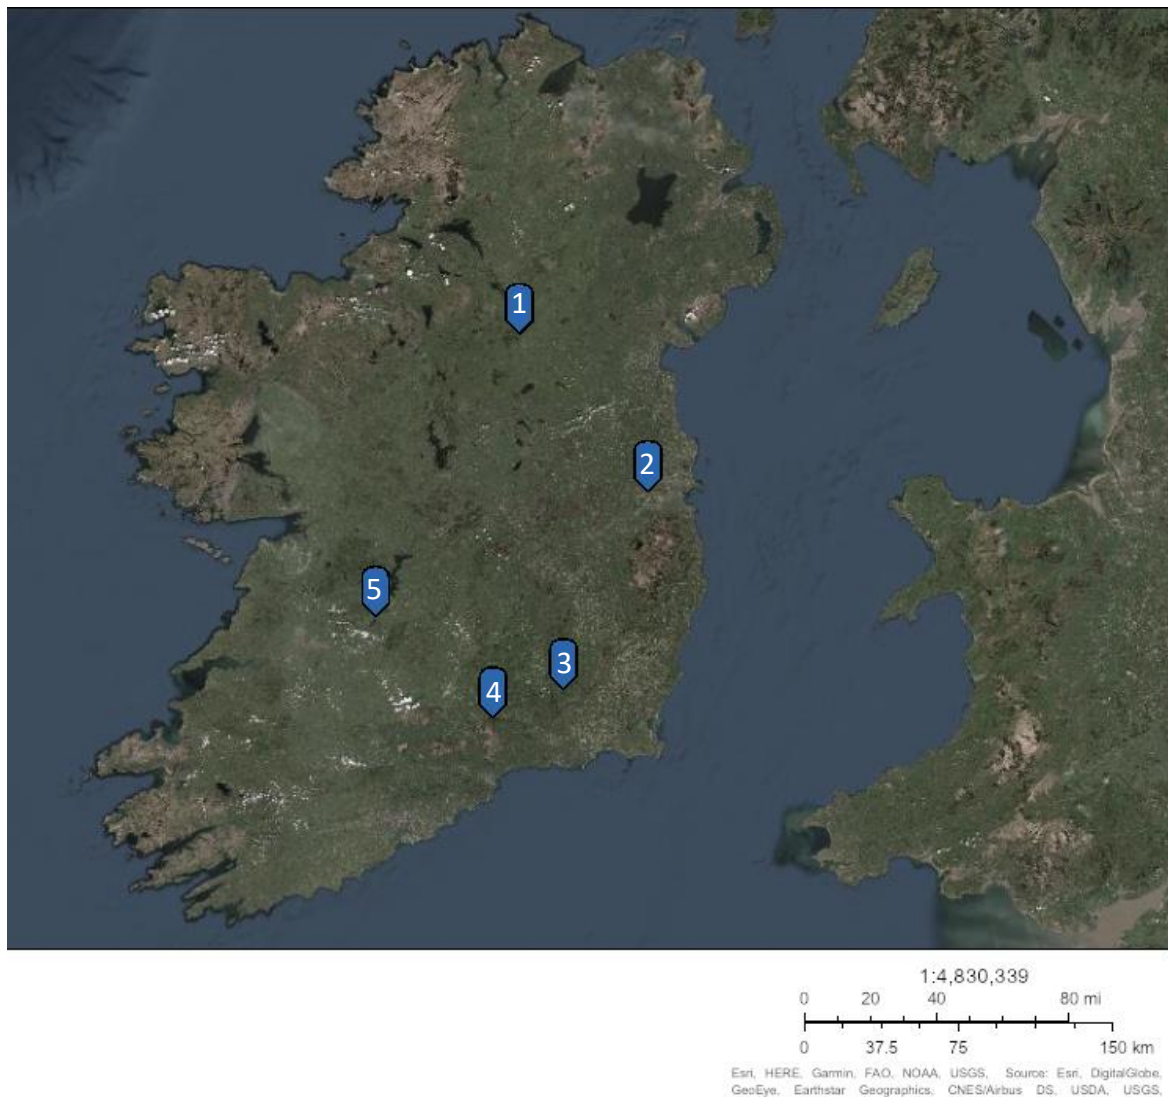 1
2
5
3
4
1:4,830,339
0 20 40 80 mi
0 37.5 75 150 km
Esri, HERE, Garmin, FAO, NOAA, USGS, Source: Esri, DigitalGlobe,
GeoEye, Earthstar Geographics, CNES/Airbus DS, USDA, USGS,